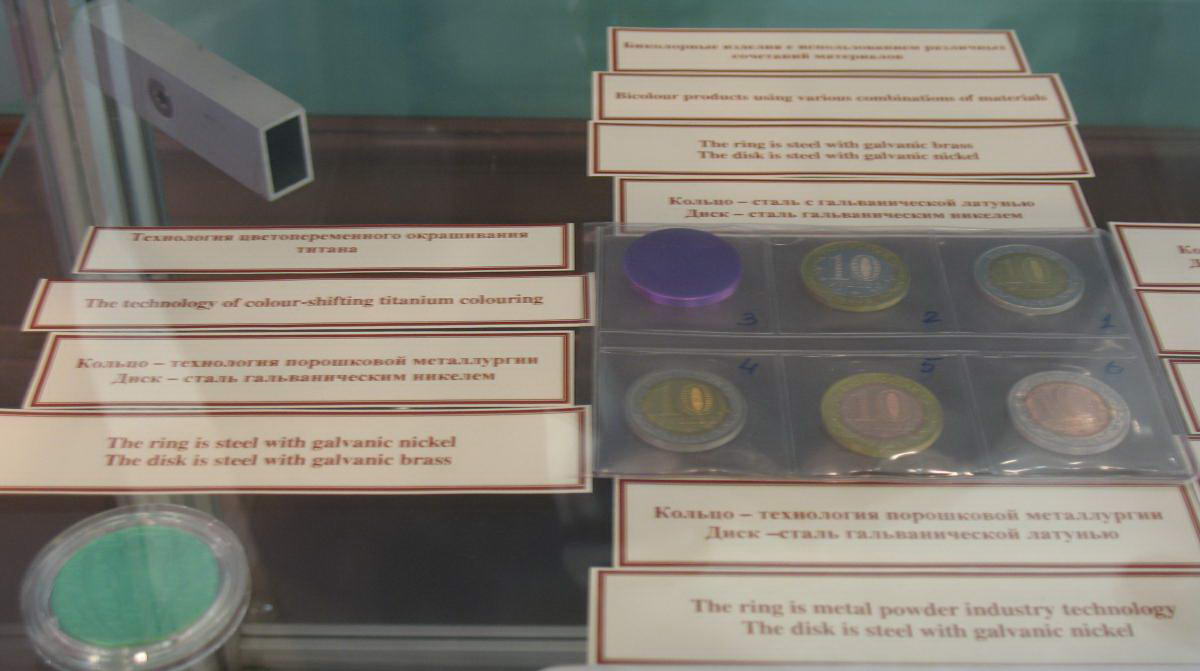 Биколорные изделия с использованием различных
сочетаний материалов
Bicolour products using various combinations of materials
The ring is steel with galvanic brass
The disk is steel with galvanic nickel
Кольцо – сталь с гальванической латунью
Диск – сталь гальваническим никелем
Технология цветопеременного окрашивания
титана
The technology of colour-shifting titanium colouring
Кольцо – технология порошковой металлургии
Диск – сталь гальваническим никелем
The ring is steel with galvanic nickel
The disk is steel with galvanic brass
3
10
2
10
1
10
4
10
5
10
6
Кольцо – технология порошковой металлургии
Диск –сталь гальванической латунью
The ring is metal powder industry technology
The disk is steel with galvanic nickel